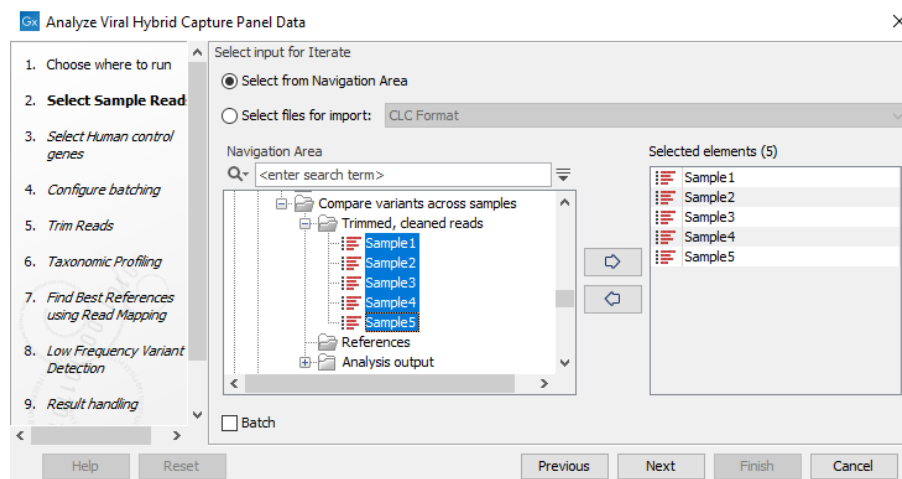 Gx Analyze Viral Hybrid Capture Panel Data
1. Choose where to run
2. Select Sample Read
3. Select Human control
genes
4. Configure batching
5. Trim Reads
6. Taxonomic Profiling
7. Find Best References
using Read Mapping
8. Low Frequency Variant
Detection
9. Result handling
Select input for Iterate
Select from Navigation Area
Select files for import: CLC Format
Navigation Area
<enter search term>
Compare variants across samples
Trimmed, cleaned reads
Sample1
Sample2
Sample3
Sample4
Sample5
References
Analysis output
Selected elements (5)
Sample1
Sample2
Sample3
Sample4
Sample5
Batch
Help Reset Previous Next Finish Cancel